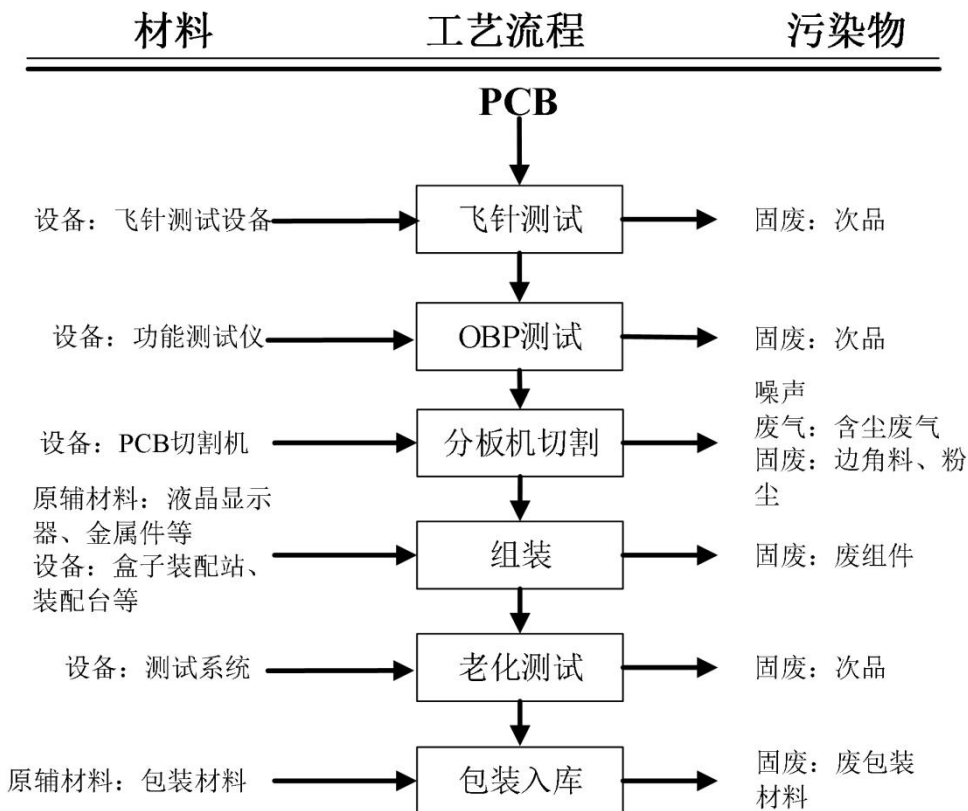 材料 工艺流程 污染物
PCB
设备：飞针测试设备 飞针测试 固废：次品
设备：功能测试仪 OBP测试 固废：次品
设备：PCB切割机 分板机切割
噪声
废气：含尘废气
固废：边角料、粉
尘
原辅材料：液晶显示
器、金属件等
设备：盒子装配站、
装配台等
组装 固废：废组件
设备：测试系统 老化测试 固废：次品
原辅材料：包装材料 包装入库
固废：废包装
材料